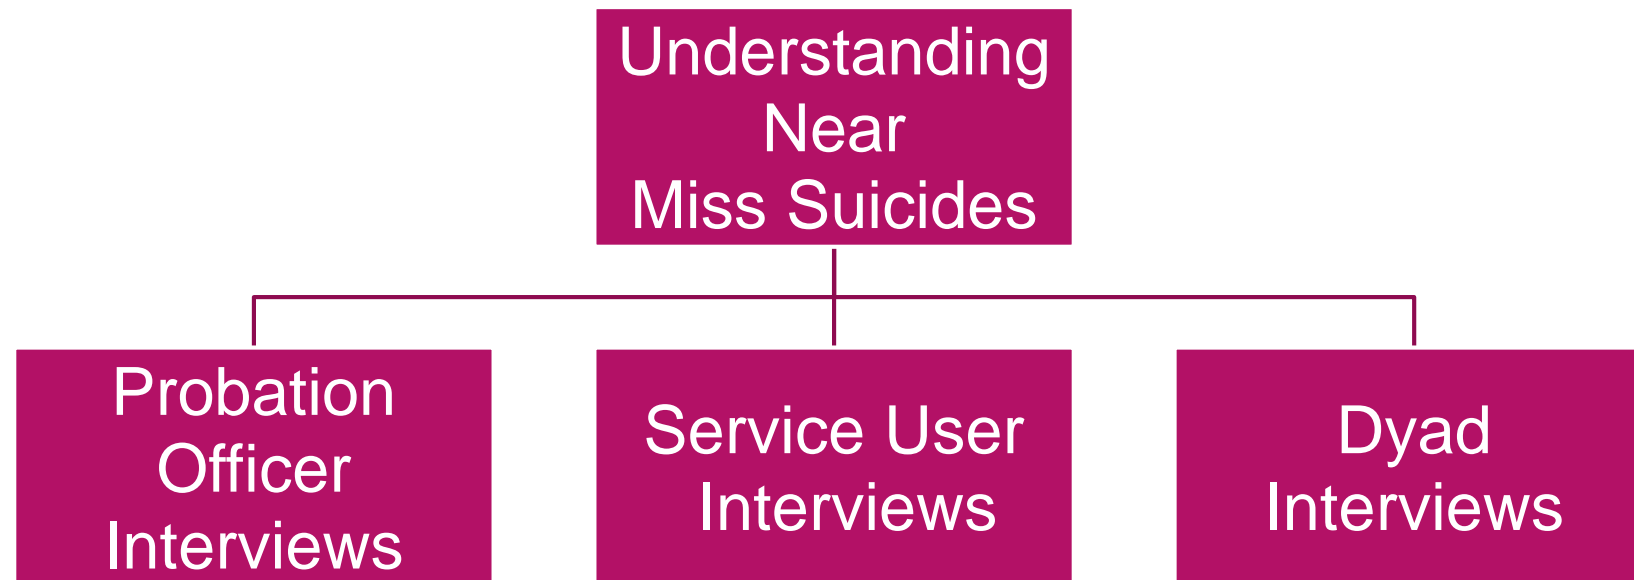 Understanding
Near
Miss Suicides
Probation
Officer
Interviews
Service User
Interviews
Dyad
Interviews